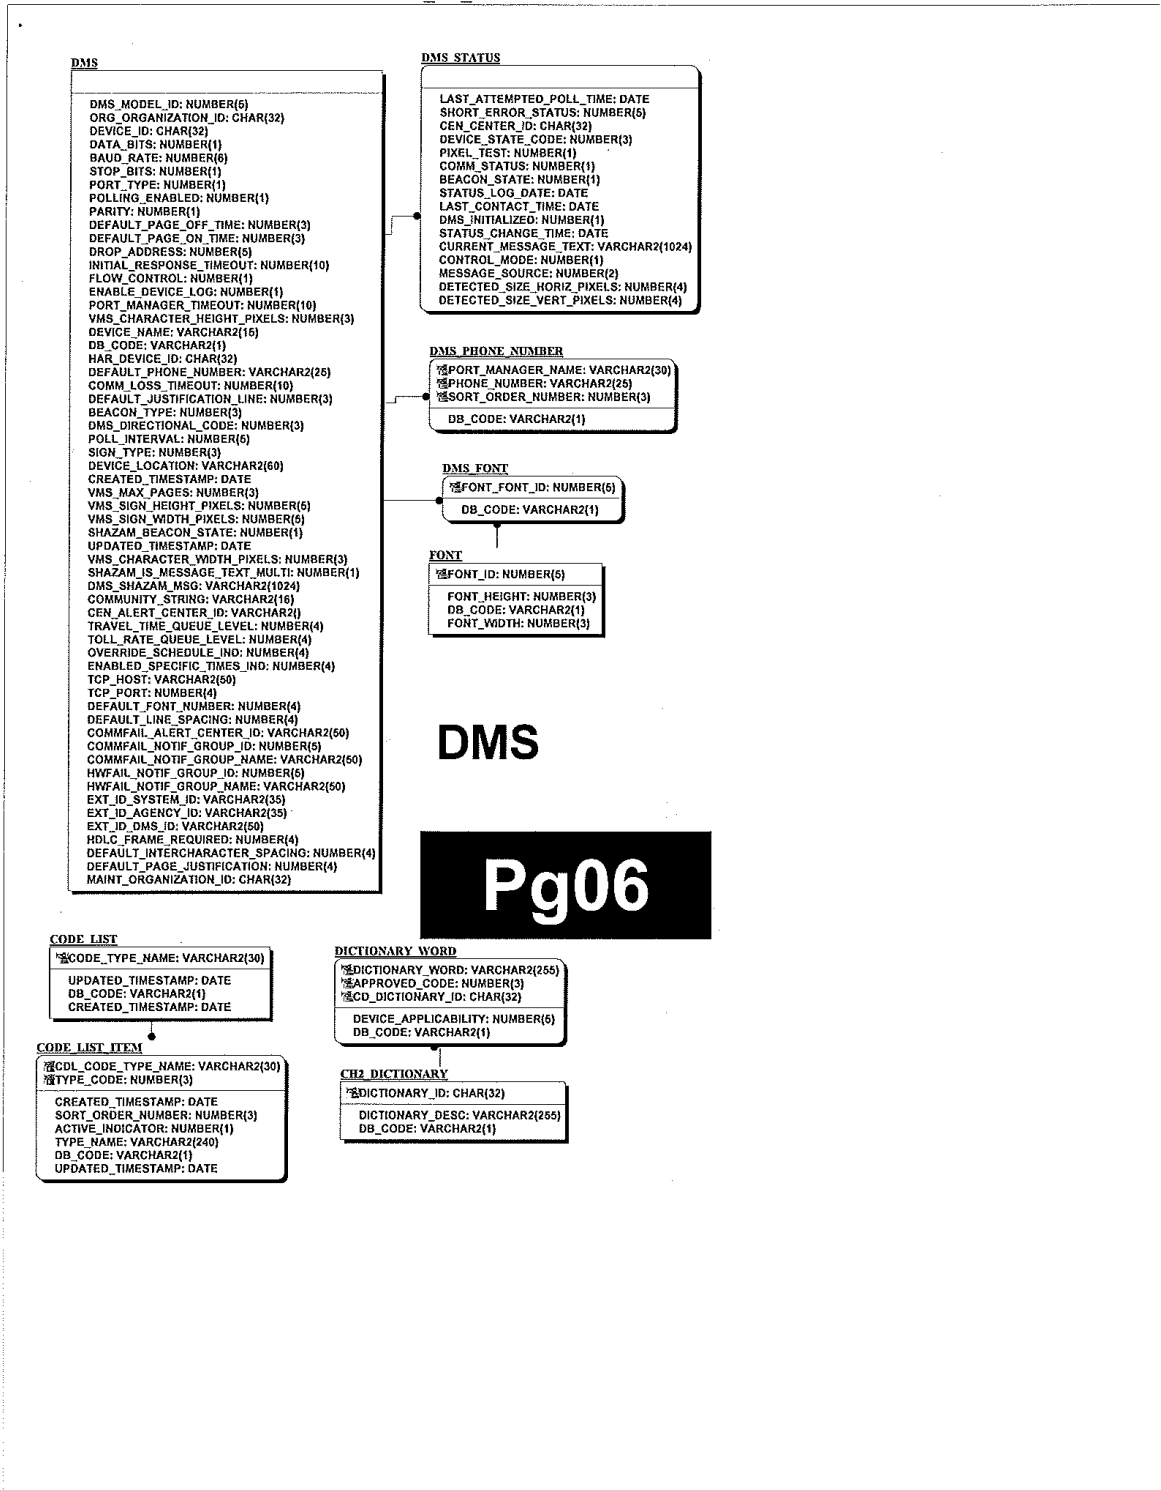 DMS
DMS_MODEL_ID: NUMBER(5)
ORG_ORGANIZATION_ID: CHAR(32)
DEVICE_ID: CHAR(32)
DATA_BITS: NUMBER(1)
BAUD_RATE: NUMBER(6)
STOP_BITS: NUMBER(1)
PORT_TYPE: NUMBER(1)
POLLING_ENABLED: NUMBER(1)
PARITY: NUMBER(1)
DEFAULT_PAGE_OFF_TIME: NUMBER(3)
DEFAULT_PAGE_ON_TIME: NUMBER(3)
DROP_ADDRESS: NUMBER(5)
INITIAL_RESPONSE_TIMEOUT: NUMBER(10)
FLOW_CONTROL: NUMBER(1)
ENABLE_DEVICE_LOG: NUMBER(1)
PORT_MANAGER_TIMEOUT: NUMBER(10)
VMS_CHARACTER_HEIGHT_PIXELS: NUMBER(3)
DEVICE_NAME: VARCHAR2(15)
DB_CODE: VARCHAR2(1)
HAR_DEVICE_ID: CHAR(32)
DEFAULT_PHONE_NUMBER: VARCHAR2(25)
COMM_LOSS_TIMEOUT: NUMBER(10)
DEFAULT_JUSTIFICATION_LINE: NUMBER(3)
BEACON_TYPE: NUMBER(3)
DMS_DIRECTIONAL_CODE: NUMBER(3)
POLL_INTERVAL: NUMBER(5)
SIGN_TYPE: NUMBER(3)
DEVICE_LOCATION: VARCHAR2(60)
CREATED_TIMESTAMP: DATE
VMS_MAX_PAGES: NUMBER(3)
VMS_SIGN_HEIGHT_PIXELS: NUMBER(5)
VMS_SIGN_WIDTH_PIXELS: NUMBER(5)
SHAZAM_BEACON_STATE: NUMBER(1)
UPDATED_TIMESTAMP: DATE
VMS_CHARACTER_WIDTH_PIXELS: NUMBER(3)
SHAZAM_IS_MESSAGE_TEXT_MULTI: NUMBER(1)
DMS_SHAZAM_MSG: VARCHAR2(1024)
COMMUNITY_STRING: VARCHAR2(16)
CEN_ALERT_CENTER_ID: VARCHAR2()
TRAVEL_TIME_QUEUE_LEVEL: NUMBER(4)
TOLL_RATE_QUEUE_LEVEL: NUMBER(4)
OVERRIDE_SCHEDULE_IND: NUMBER(4)
ENABLED_SPECIFIC_TIMES_IND: NUMBER(4)
TCP_HOST: VARCHAR2(50)
TCP_PORT: NUMBER(4)
DEFAULT_FONT_NUMBER: NUMBER(4)
DEFAULT_LINE_SPACING: NUMBER(4)
COMMFAIL_ALERT_CENTER_ID: VARCHAR2(50)
COMMFAIL_NOTIF_GROUP_ID: NUMBER(5)
COMMFAIL_NOTIF_GROUP_NAME: VARCHAR2(50)
HWFAIL_NOTIF_GROUP_ID: NUMBER(5)
HWFAIL_NOTIF_GROUP_NAME: VARCHAR2(50)
EXT_ID_SYSTEM_ID: VARCHAR2(35)
EXT_ID_AGENCY_ID: VARCHAR2(35)
EXT_ID_DMS_ID: VARCHAR2(50)
HDLC_FRAME_REQUIRED: NUMBER(4)
DEFAULT_INTERCHARACTER_SPACING: NUMBER(4)
DEFAULT_PAGE_JUSTIFICATION: NUMBER(4)
MAINT_ORGANIZATION_ID: CHAR(32)
DMS_STATUS
LAST_ATTEMPTED_POLL_TIME: DATE
SHORT_ERROR_STATUS: NUMBER(5)
CEN_CENTER_ID: CHAR(32)
DEVICE_STATE_CODE: NUMBER(3)
PIXEL_TEST: NUMBER(1)
COMM_STATUS: NUMBER(1)
BEACON_STATE: NUMBER(1)
STATUS_LOG_DATE: DATE
LAST_CONTACT_TIME: DATE
DMS_INITIALIZED: NUMBER(1)
STATUS_CHANGE_TIME: DATE
CURRENT_MESSAGE_TEXT: VARCHAR2(1024)
CONTROL_MODE: NUMBER(1)
MESSAGE_SOURCE: NUMBER(2)
DETECTED_SIZE_HORIZ_PIXELS: NUMBER(4)
DETECTED_SIZE_VERT_PIXELS: NUMBER(4)
DMS_PHONE_NUMBER
PORT_MANAGER_NAME: VARCHAR2(30)
PHONE_NUMBER: VARCHAR2(25)
SORT_ORDER_NUMBER: NUMBER(3)
DB_CODE: VARCHAR2(1)
DMS_FONT
FONT_FONT_ID: NUMBER(5)
DB_CODE: VARCHAR2(1)
FONT
FONT_ID: NUMBER(5)
FONT_HEIGHT: NUMBER(3)
DB_CODE: VARCHAR2(1)
FONT_WIDTH: NUMBER(3)
DMS
Pg06
CODE_LIST
CODE_TYPE_NAME: VARCHAR2(30)
UPDATED_TIMESTAMP: DATE
DB_CODE: VARCHAR2(1)
CREATED_TIMESTAMP: DATE
CODE_LIST_ITEM
CDL_CODE_TYPE_NAME: VARCHAR2(30)
TYPE_CODE: NUMBER(3)
CREATED_TIMESTAMP: DATE
SORT_ORDER_NUMBER: NUMBER(3)
ACTIVE_INDICATOR: NUMBER(1)
TYPE_NAME: VARCHAR2(240)
DB_CODE: VARCHAR2(1)
UPDATED_TIMESTAMP: DATE
DICTIONARY_WORD
DICTIONARY_WORD: VARCHAR2(255)
APPROVED_CODE: NUMBER(3)
CD_DICTIONARY_ID: CHAR(32)
DEVICE_APPLICABILITY: NUMBER(5)
DB_CODE: VARCHAR2(1)
CH2_DICTIONARY
DICTIONARY_ID: CHAR(32)
DICTIONARY_DESC: VARCHAR2(255)
DB_CODE: VARCHAR2(1)